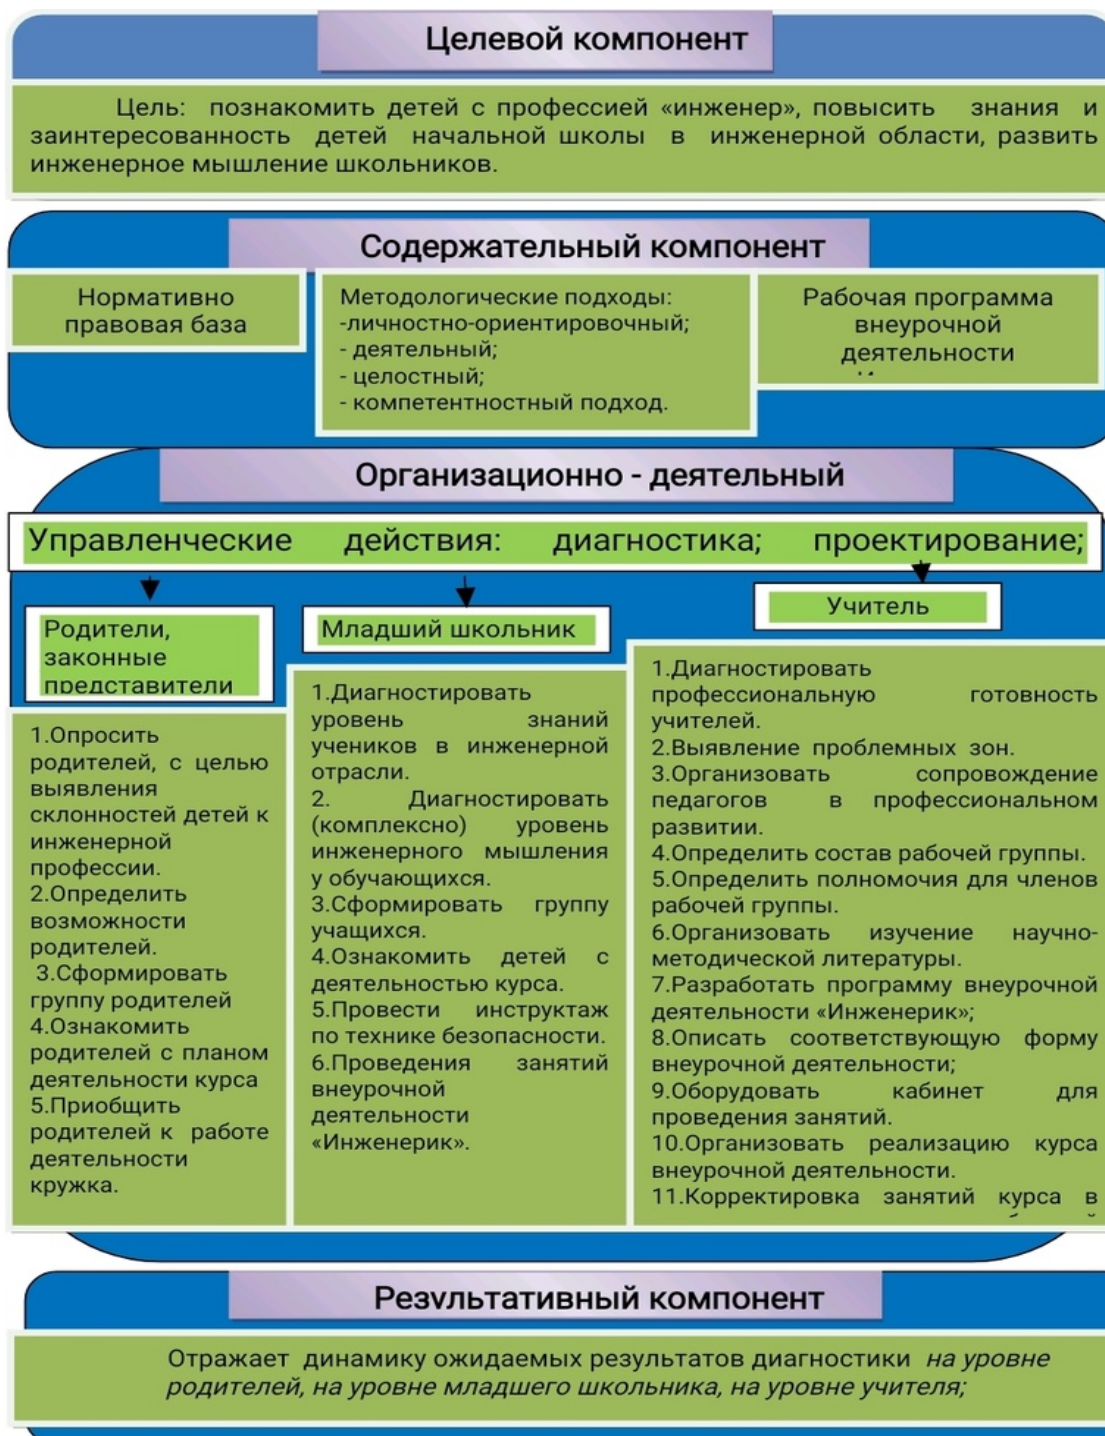 Целевой компонент
Цель: познакомить детей с профессией «инженер», повысить знания и
заинтересованность детей начальной школы в инженерной области, развить
инженерное мышление школьников.
Содержательный компонент
Нормативно
правовая база
Методологические подходы:
-личностно-ориентировочный;
- деятельный;
- целостный;
- компетентностный подход.
Рабочая программа
внеурочной
деятельности
Организационно - деятельный
Управленческие действия: диагностика; проектирование;
Родители,
законные
представители
1.Опросить
родителей, с целью
выявления
склонностей детей к
инженерной
профессии.
2.Определить
возможности
родителей.
3.Сформировать
группу родителей
4.Ознакомить
родителей с планом
деятельности курса
5.Приобщить
родителей к работе
деятельности
кружка.
Младший школьник
1.Диагностировать
уровень знаний
учеников в инженерной
отрасли.
2. Диагностировать
(комплексно) уровень
инженерного мышления
у обучающихся.
3.Сформировать группу
учащихся.
4.Ознакомить детей с
деятельностью курса.
5.Провести инструктаж
по технике безопасности.
6.Проведения занятий
внеурочной
деятельности
«Инженерик».
Учитель
1.Диагностировать
профессиональную готовность
учителей.
2.Выявление проблемных зон.
3.Организовать сопровождение
педагогов в профессиональном
развитии.
4.Определить состав рабочей группы.
5.Определить полномочия для членов
рабочей группы.
6.Организовать изучение научно-
методической литературы.
7.Разработать программу внеурочной
деятельности «Инженерик»;
8.Описать соответствующую форму
внеурочной деятельности;
9.Оборудовать кабинет для
проведения занятий.
10.Организовать реализацию курса
внеурочной деятельности.
11.Корректировка занятий курса в
Результативный компонент
Отражает динамику ожидаемых результатов диагностики на уровне
родителей, на уровне младшего школьника, на уровне учителя;